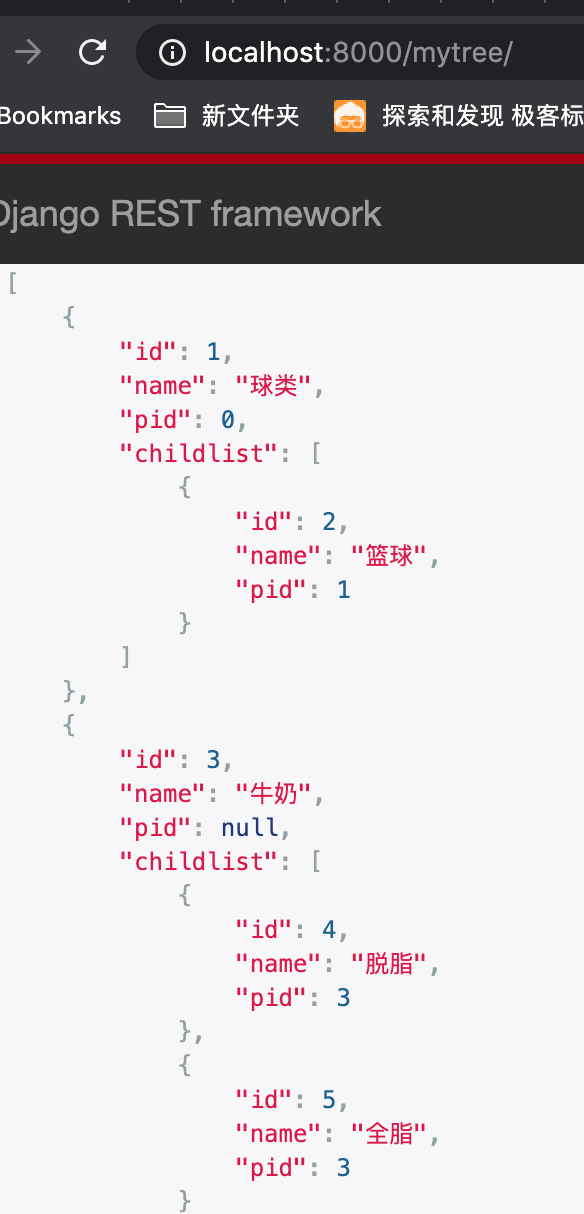 localhost:8000/mytree/
Bookmarks 新文件夹 探索和发现 极客标
Django REST framework
[
{
"id": 1,
"name": "球类",
"pid": 0,
"childlist": [
{
"id": 2,
"name": "篮球",
"pid": 1
}
]
},
{
"id": 3,
"name": "牛奶",
"pid": null,
"childlist": [
{
"id": 4,
"name": "脱脂",
"pid": 3
},
{
"id": 5,
"name": "全脂",
"pid": 3
}